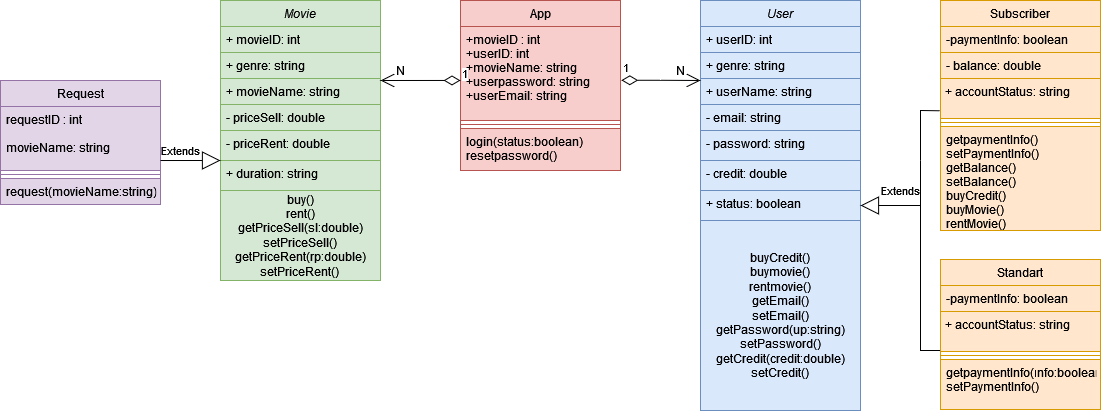 Request
requestID : int
movieName: string
request(movieName:string)
Extends
Movie
+ movieID: int
+ genre: string
+ movieName: string
- priceSell: double
- priceRent: double
+ duration: string
buy()
rent()
getPriceSell(sl:double)
setPriceSell()
getPriceRent(rp:double)
setPriceRent()
N
1
App
+movieID : int
+userID: int
+movieName: string
+userpassword: string
+userEmail: string
login(status:boolean)
resetpassword()
1
N
User
+ userID: int
+ genre: string
+ userName: string
- email: string
- password: string
- credit: double
+ status: boolean
buyCredit()
buymovie()
rentmovie()
getEmail()
setEmail()
getPassword(up:string)
setPassword()
getCredit(credit:double)
setCredit()
Extends
Subscriber
-paymentInfo: boolean
- balance: double
+ accountStatus: string
getpaymentInfo()
setPaymentInfo()
getBalance()
setBalance()
buyCredit()
buyMovie()
rentMovie()
Standart
-paymentInfo: boolean
+ accountStatus: string
getpaymentInfo(info:boolea
setPaymentInfo()